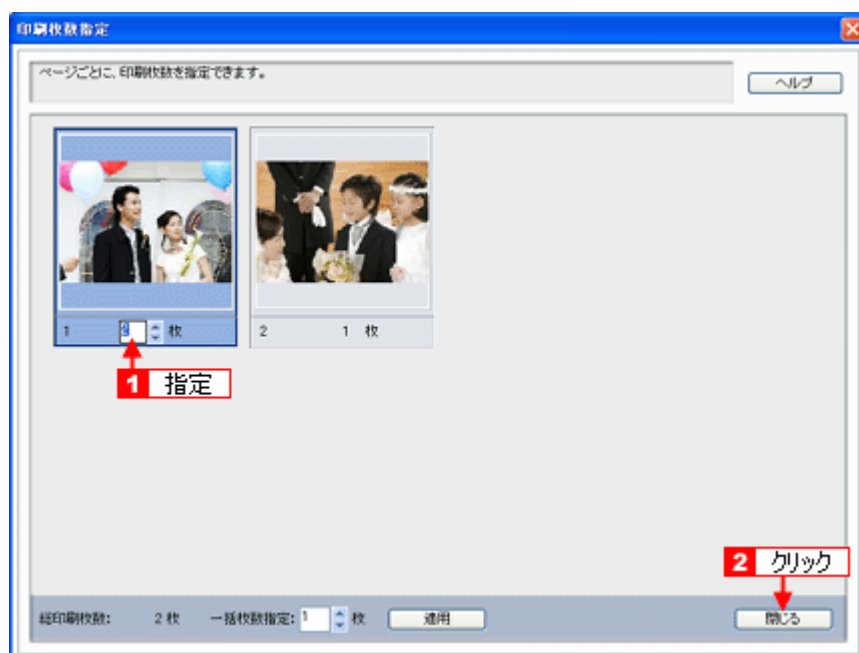 印刷枚数指定
ページごとに、印刷枚数を指定できます。
ヘルプ
1 枚
2 1 枚
1 指定
2 クリック
総印刷枚数: 2 枚 一括枚数指定: 1 枚 適用 閉じる